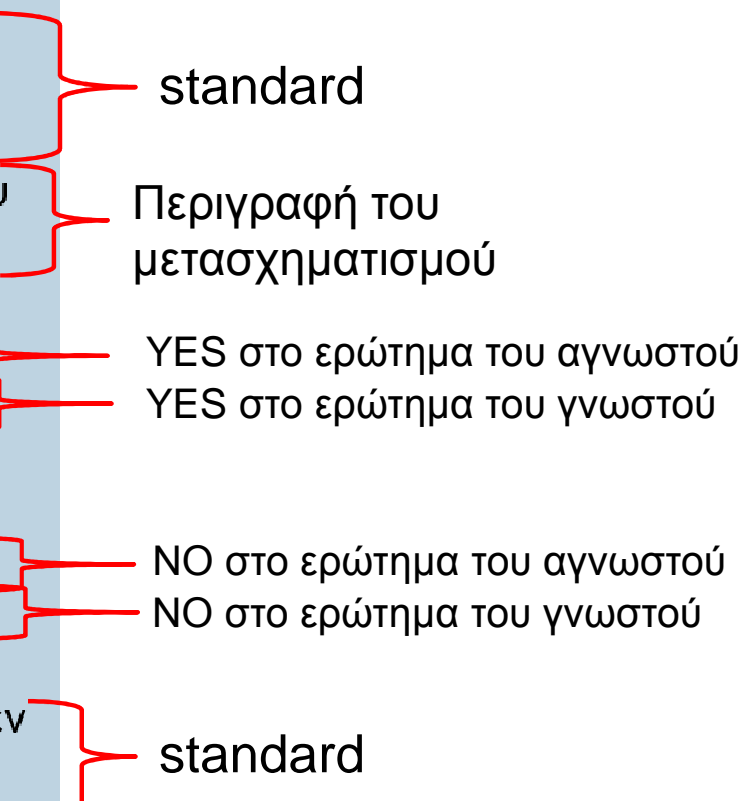 standard
Περιγραφή του
μετασχηματισμού
YES στο ερώτημα του αγνωστού
YES στο ερώτημα του γνωστού
NO στο ερώτημα του αγνωστού
NO στο ερώτημα του γνωστού
standard